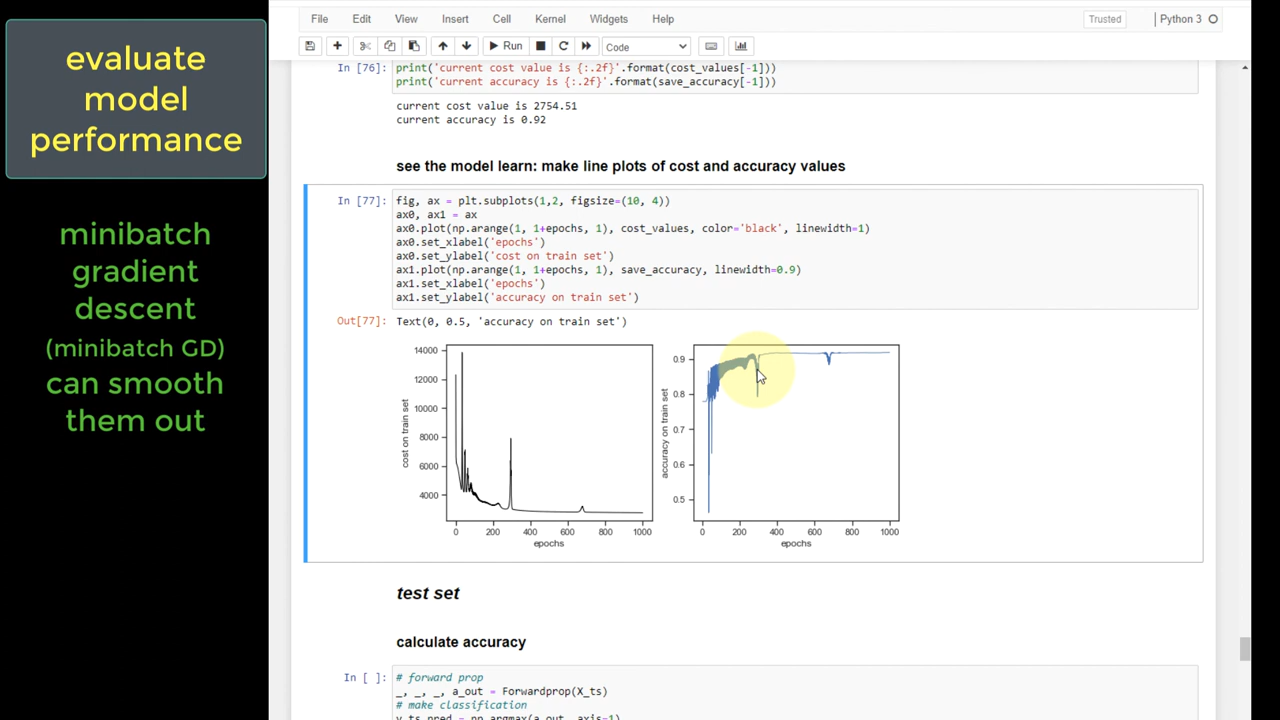 evaluate
model
performance
minibatch
gradient
descent
(minibatch GD)
can smooth
them out
File Edit View Insert Cell Kernel Widgets Help Trusted Python 3
Run Code
In [76]: print('current cost value is {:.2f}'.format(cost_values[-1]))
print('current accuracy is {:.2f}'.format(save_accuracy[-1]))
current cost value is 2754.51
current accuracy is 0.92
see the model learn: make line plots of cost and accuracy values
In [77]: fig, ax = plt.subplots(1,2, figsize=(10, 4))
ax0, ax1 = ax
ax0.plot(np.arange(1, 1+epochs, 1), cost_values, color='black', linewidth=1)
ax0.set_xlabel('epochs')
ax0.set_ylabel('cost on train set')
ax1.plot(np.arange(1, 1+epochs, 1), save_accuracy, linewidth=0.9)
ax1.set_xlabel('epochs')
ax1.set_ylabel('accuracy on train set')
Out[77]: Text(0, 0.5, 'accuracy on train set')
cost on train set
14000
12000
10000
8000
6000
4000
0 200 400 600 800 1000
epochs
accuracy on train set
0.9
0.8
0.7
0.6
0.5
0 200 400 600 800 1000
epochs
test set
calculate accuracy
In [ ]: # forward prop
_, _, _, a_out = Forwardprop(X_ts)
# make classification
y_ts_pred = np.argmax(a_out, axis=1)